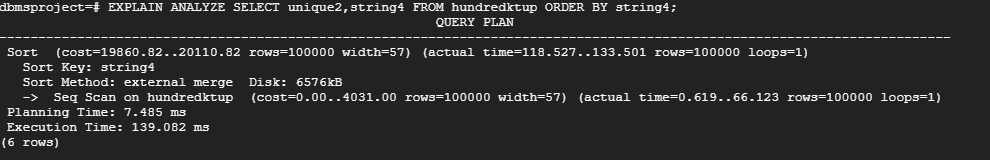 dbmsproject=# EXPLAIN ANALYZE SELECT unique2,string4 FROM hundredktup ORDER BY string4;
QUERY PLAN
-----------------------------------------------------------------------------------------------------------------------------
Sort  (cost=19860.82..20110.82 rows=100000 width=57) (actual time=118.527..133.501 rows=100000 loops=1)
Sort Key: string4
Sort Method: external merge  Disk: 6576kB
->  Seq Scan on hundredktup  (cost=0.00..4031.00 rows=100000 width=57) (actual time=0.619..66.123 rows=100000 loops=1)
Planning Time: 7.485 ms
Execution Time: 139.082 ms
(6 rows)